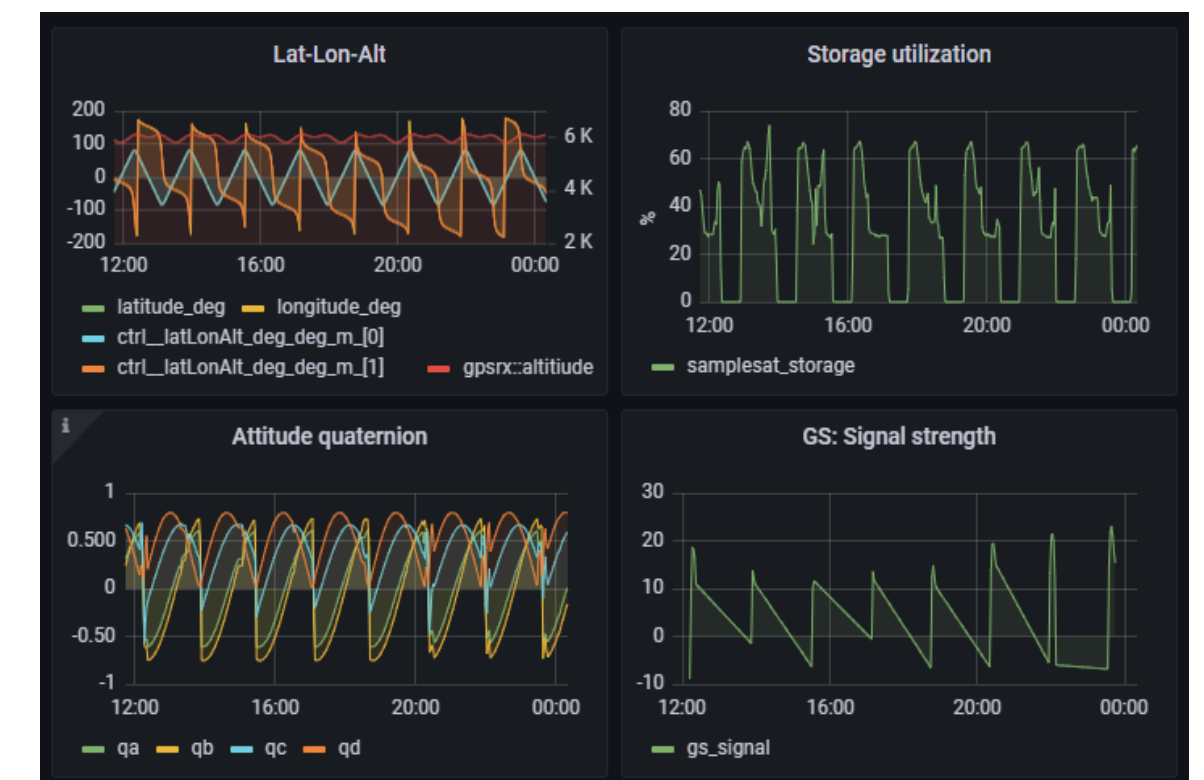 Lat-Lon-Alt
200
100
0
-100
-200
6 K
4 K
2 K
12:00 16:00 20:00 00:00
latitude_deg longitude_deg
ctrl__latLonAlt_deg_deg_m_[0]
ctrl__latLonAlt_deg_deg_m_[1] gpsrx::altitiude
Storage utilization
80
60
40
20
0
%
12:00 16:00 20:00 00:00
samplesat_storage
i
Attitude quaternion
1
0.500
0
-0.50
-1
12:00 16:00 20:00 00:00
qa qb qc qd
GS: Signal strength
30
20
10
0
-10
12:00 16:00 20:00 00:00
gs_signal